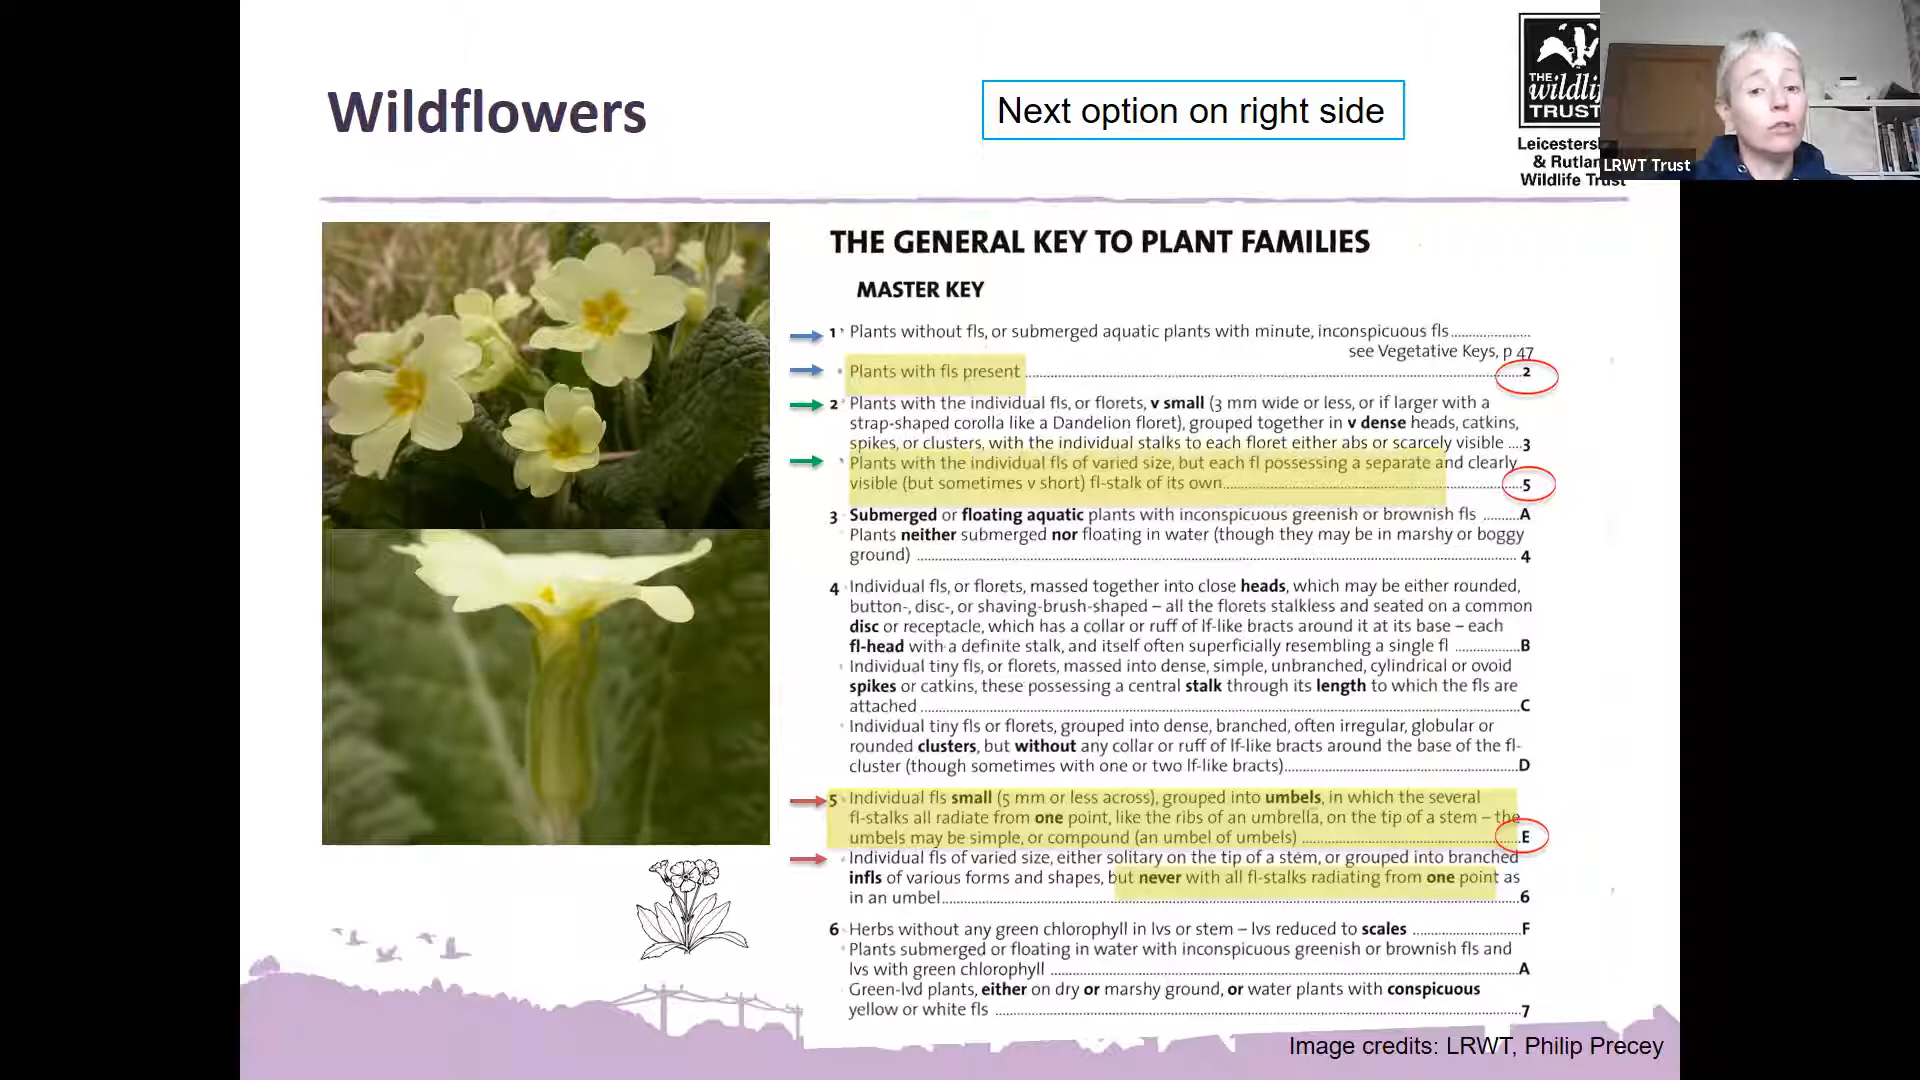 Wildflowers
Next option on right side
THE
wildli
TRUST
Leicesters
& Rutlan
Wildlife Trust
LRWT Trust
THE GENERAL KEY TO PLANT FAMILIES
MASTER KEY
1 Plants without fls, or submerged aquatic plants with minute, inconspicuous fls....................
see Vegetative Keys, p 47
Plants with fls present ....................2
2 Plants with the individual fls, or florets, v small (3 mm wide or less, or if larger with a
strap-shaped corolla like a Dandelion floret), grouped together in v dense heads, catkins,
spikes, or clusters, with the individual stalks to each floret either abs or scarcely visible ....3
Plants with the individual fls of varied size, but each fl possessing a separate and clearly
visible (but sometimes v short) fl-stalk of its own....................5
3 Submerged or floating aquatic plants with inconspicuous greenish or brownish fls .........A
Plants neither submerged nor floating in water (though they may be in marshy or boggy
ground) .................... 4
4 Individual fls, or florets, massed together into close heads, which may be either rounded,
button-, disc-, or shaving-brush-shaped – all the florets stalkless and seated on a common
disc or receptacle, which has a collar or ruff of lf-like bracts around it at its base – each
fl-head with a definite stalk, and itself often superficially resembling a single fl ................B
Individual tiny fls, or florets, massed into dense, simple, unbranched, cylindrical or ovoid
spikes or catkins, these possessing a central stalk through its length to which the fls are
attached ....................C
Individual tiny fls or florets, grouped into dense, branched, often irregular, globular or
rounded clusters, but without any collar or ruff of lf-like bracts around the base of the fl-
cluster (though sometimes with one or two lf-like bracts)....................D
5 Individual fls small (5 mm or less across), grouped into umbels, in which the several
fl-stalks all radiate from one point, like the ribs of an umbrella, on the tip of a stem – the
umbels may be simple, or compound (an umbel of umbels) ....................E
Individual fls of varied size, either solitary on the tip of a stem, or grouped into branched
infls of various forms and shapes, but never with all fl-stalks radiating from one point as
in an umbel....................6
6 Herbs without any green chlorophyll in lvs or stem – lvs reduced to scales ....................F
Plants submerged or floating in water with inconspicuous greenish or brownish fls and
lvs with green chlorophyll ....................A
Green-lvd plants, either on dry or marshy ground, or water plants with conspicuous
yellow or white fls ....................7
Image credits: LRWT, Philip Precey